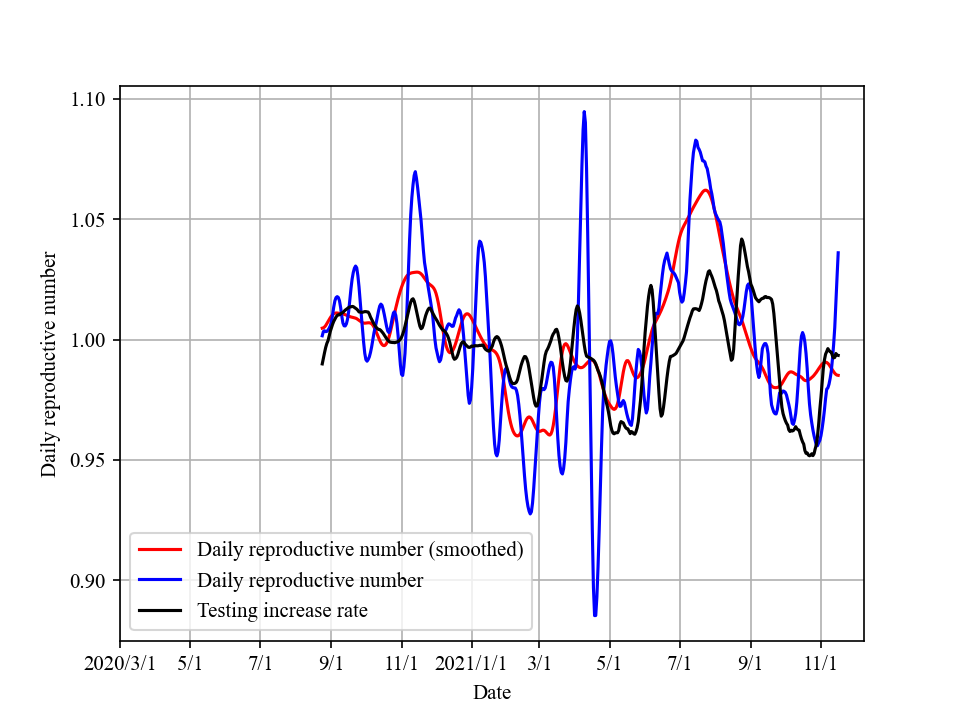 1.10
1.05
1.00
0.95
0.90
Daily reproductive number
Daily reproductive number (smoothed)
Daily reproductive number
Testing increase rate
2020/3/1 5/1 7/1 9/1 11/1 2021/1/1 3/1 5/1 7/1 9/1 11/1
Date